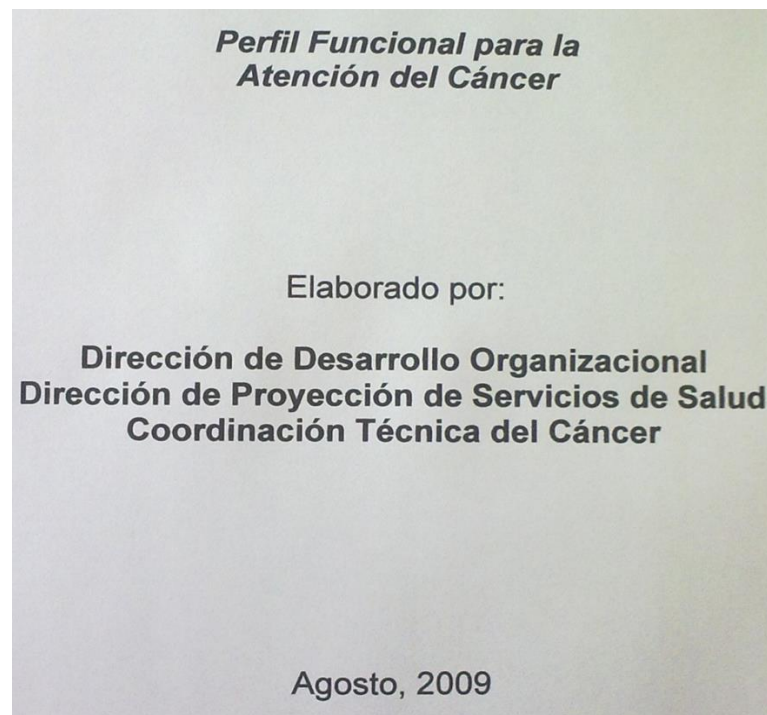 Perfil Funcional para la
Atención del Cáncer
Elaborado por:
Dirección de Desarrollo Organizacional
Dirección de Proyección de Servicios de Salud
Coordinación Técnica del Cáncer
Agosto, 2009